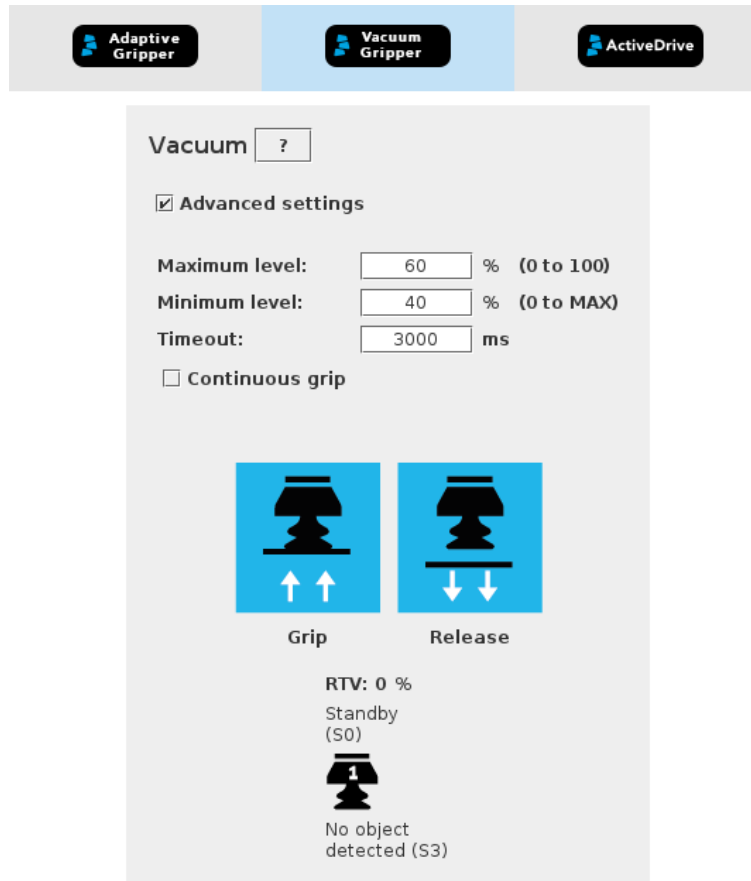 Adaptive
Gripper
Vacuum
Gripper
ActiveDrive
Vacuum ?
Advanced settings
Maximum level: 60 % (0 to 100)
Minimum level: 40 % (0 to MAX)
Timeout: 3000 ms
Continuous grip
Grip Release
RTV: 0 %
Standby
(S0)
1
No object
detected (S3)